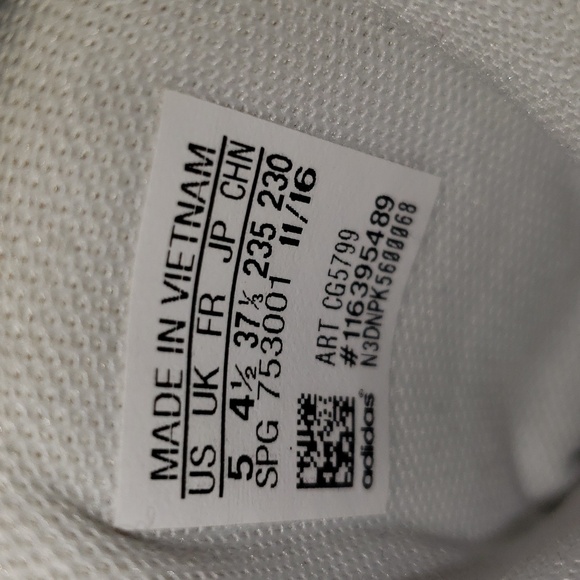 MADE IN VIETNAM
US UK FR JP CHN
5 4½ 37⅓ 235 230
SPG 753001 11/16
ART CG5799
#116395489
N3DNPK5600068
adidas®